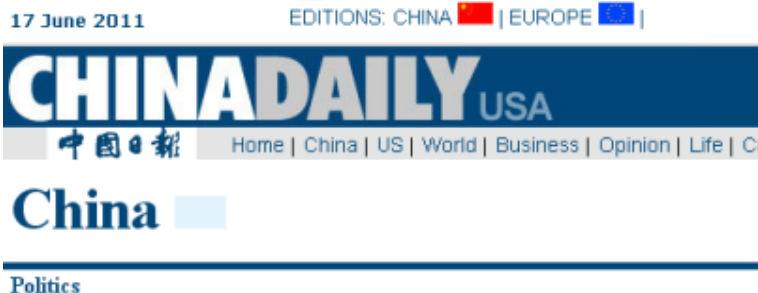 17 June 2011 EDITIONS: CHINA | EUROPE |
CHINADAILY USA
中国日报 Home | China | US | World | Business | Opinion | Life | C
China
Politics